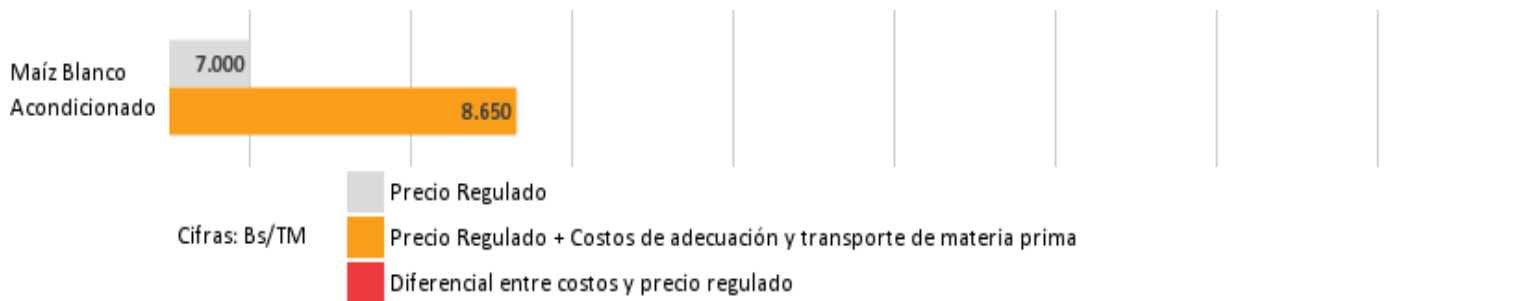 7.000
Maíz Blanco
Acondicionado
8.650
Precio Regulado
Cifras: Bs/TM
Precio Regulado + Costos de adecuación y transporte de materia prima
Diferencial entre costos y precio regulado